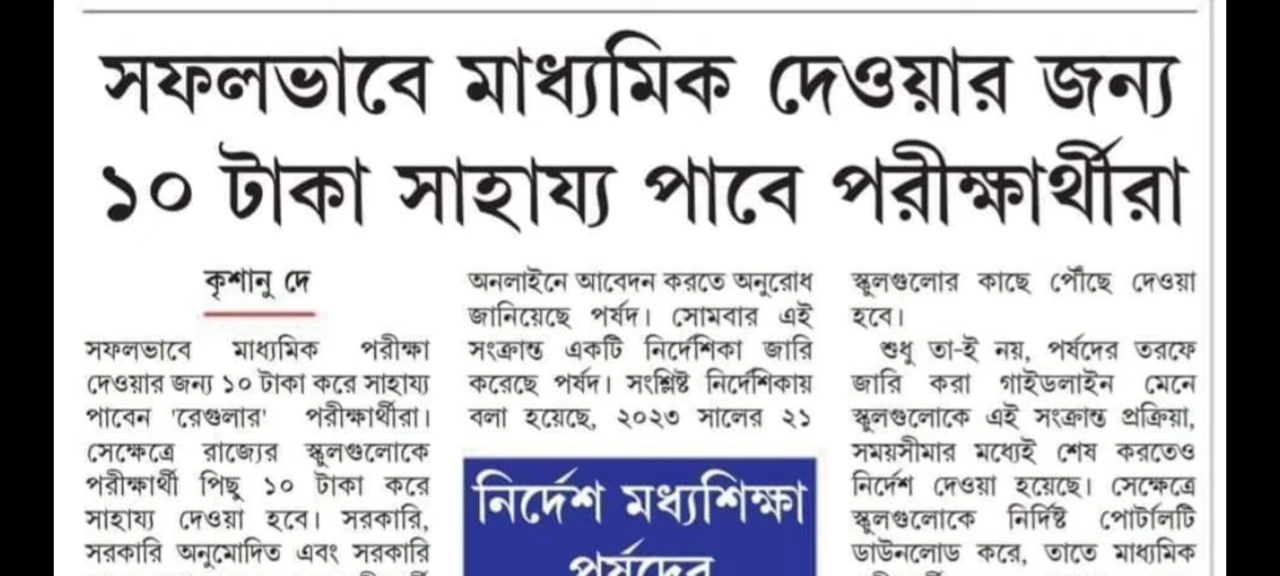 সফলভাবে মাধ্যমিক দেওয়ার জন্য
১০ টাকা সাহায্য পাবে পরীক্ষার্থীরা
কৃশানু দে
সফলভাবে মাধ্যমিক পরীক্ষা
দেওয়ার জন্য ১০ টাকা করে সাহায্য
পাবেন 'রেগুলার' পরীক্ষার্থীরা।
সেক্ষেত্রে রাজ্যের স্কুলগুলোকে
পরীক্ষার্থী পিছু ১০ টাকা করে
সাহায্য দেওয়া হবে। সরকারি,
সরকারি অনুমোদিত এবং সরকারি
অনলাইনে আবেদন করতে অনুরোধ
জানিয়েছে পর্ষদ। সোমবার এই
সংক্রান্ত একটি নির্দেশিকা জারি
করেছে পর্ষদ। সংশ্লিষ্ট নির্দেশিকায়
বলা হয়েছে, ২০২৩ সালের ২১
নির্দেশ মধ্যশিক্ষা
পর্ষদের
স্কুলগুলোর কাছে পৌঁছে দেওয়া
হবে।
শুধু তা-ই নয়, পর্ষদের তরফে
জারি করা গাইডলাইন মেনে
স্কুলগুলোকে এই সংক্রান্ত প্রক্রিয়া,
সময়সীমার মধ্যেই শেষ করতেও
নির্দেশ দেওয়া হয়েছে। সেক্ষেত্রে
স্কুলগুলোকে নির্দিষ্ট পোর্টালটি
ডাউনলোড করে, তাতে মাধ্যমিক